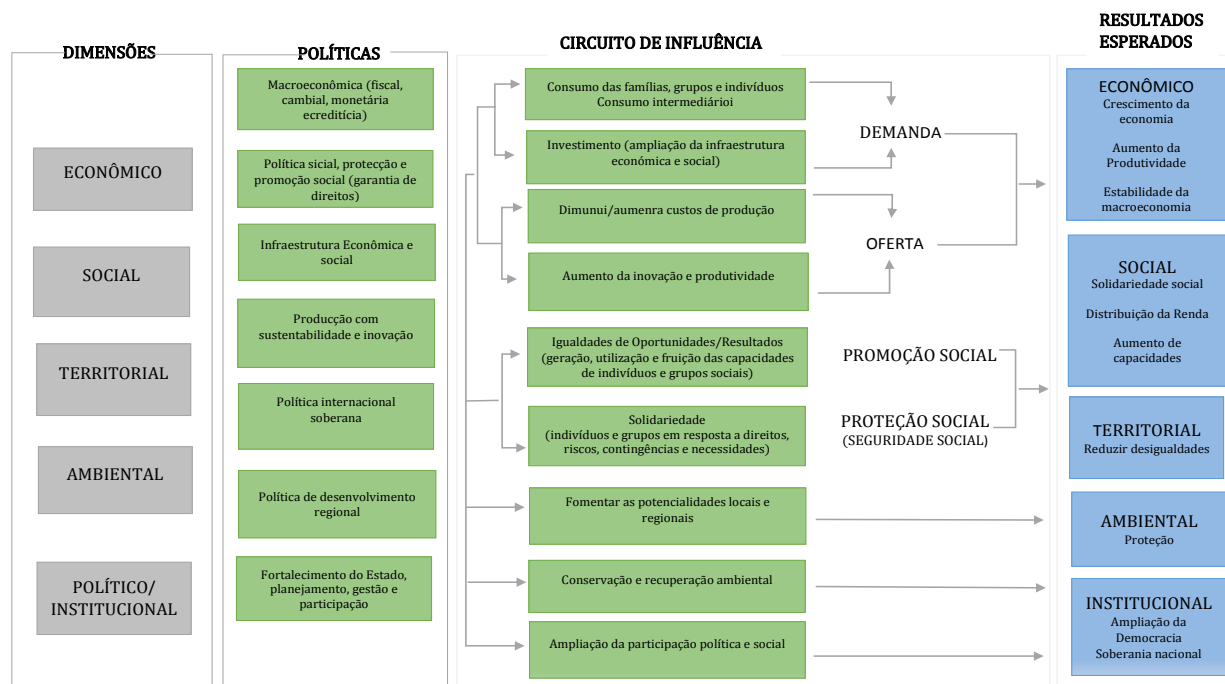 DIMENSÕES
ECONÔMICO
SOCIAL
TERRITORIAL
AMBIENTAL
POLÍTICO/
INSTITUCIONAL
POLÍTICAS
Macroeconômica (fiscal,
cambial, monetária
ecreditícia)
Política sicial, protecção e
promoção social (garantia de
direitos)
Infraestrutura Econômica e
social
Producção com
sustentabilidade e inovação
Política internacional
soberana
Política de desenvolvimento
regional
Fortalecimento do Estado,
planejamento, gestão e
participação
CIRCUITO DE INFLUÊNCIA
Consumo das famílias, grupos e indivíduos
Consumo intermediárioi
Investimento (ampliação da infraestrutura
económica e social)
Dimunui/aumenra custos de produção
Aumento da inovação e produtividade
Igualdades de Oportunidades/Resultados
(geração, utilização e fruição das capacidades
de indivíduos e grupos sociais)
Solidariedade
(indivíduos e grupos em resposta a direitos,
riscos, contingências e necessidades)
Fomentar as potencialidades locais e
regionais
Conservação e recuperação ambiental
Ampliação da participação política e social
DEMANDA
OFERTA
PROMOÇÃO SOCIAL
PROTEÇÃO SOCIAL
(SEGURIDADE SOCIAL)
RESULTADOS
ESPERADOS
ECONÔMICO
Crescimento da
economia
Aumento da
Produtividade
Estabilidade da
macroeconomia
SOCIAL
Solidariedade social
Distribuição da Renda
Aumento de
capacidades
TERRITORIAL
Reduzir desigualdades
AMBIENTAL
Proteção
INSTITUCIONAL
Ampliação da
Democracia
Soberania nacional